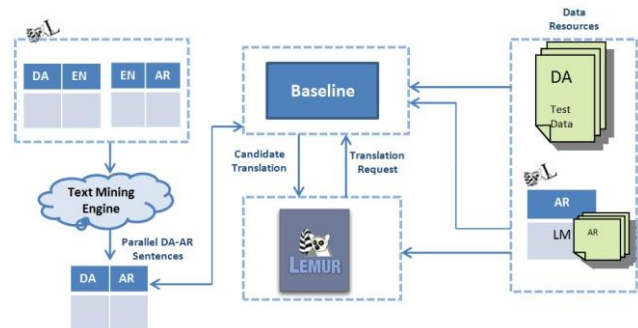 Data
Resources
DA EN
EN AR
Baseline
DA
Test
Data
Candidate
Translation
Translation
Request
Text Mining
Engine
AR
LM
AR
Parallel DA-AR
Sentences
LEMUR
DA AR